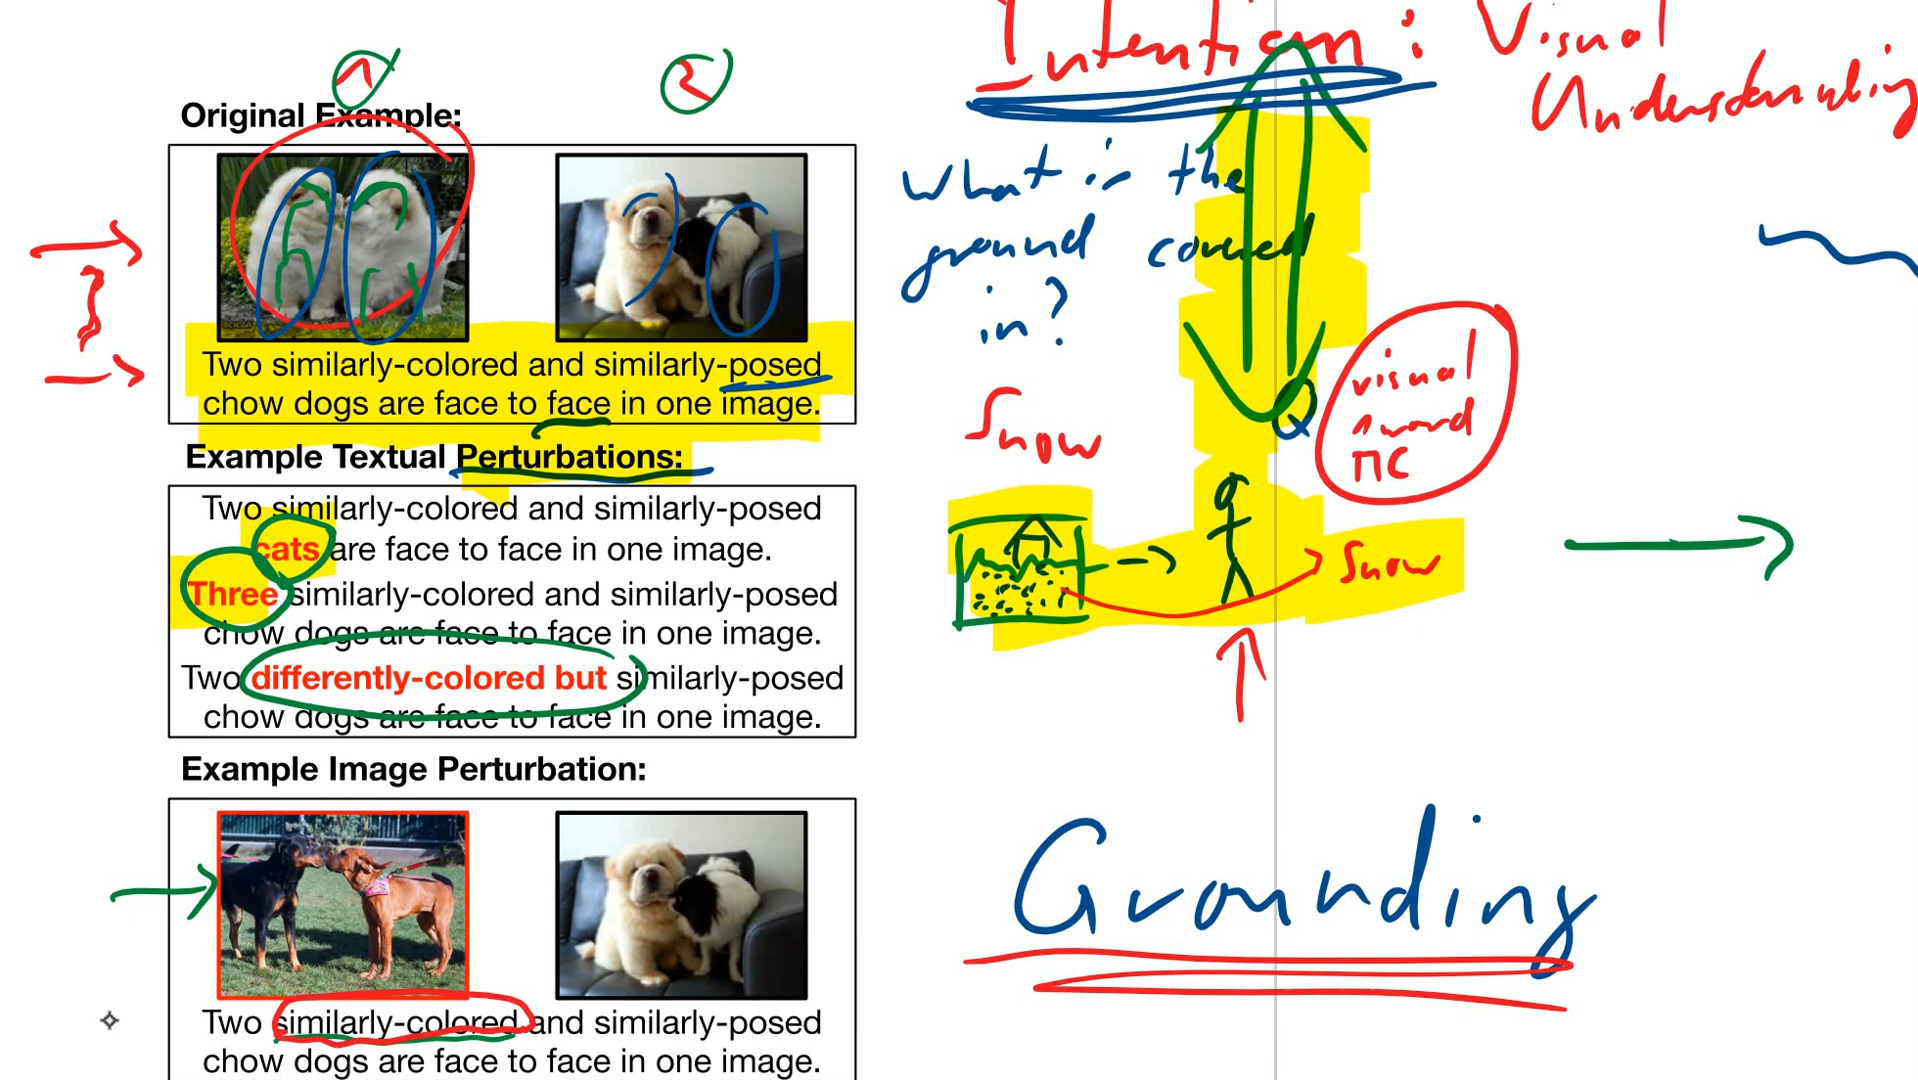 1
2
Original Example:
Two similarly-colored and similarly-posed
chow dogs are face to face in one image.
Example Textual Perturbations:
Two similarly-colored and similarly-posed
cats are face to face in one image.
Three similarly-colored and similarly-posed
chow dogs are face to face in one image.
Two differently-colored but similarly-posed
chow dogs are face to face in one image.
Example Image Perturbation:
Two similarly-colored and similarly-posed
chow dogs are face to face in one image.
Intention: Visual
Understanding
What is the
ground covered
in?
Snow
Q
visual
award
MC
Snow
Grounding